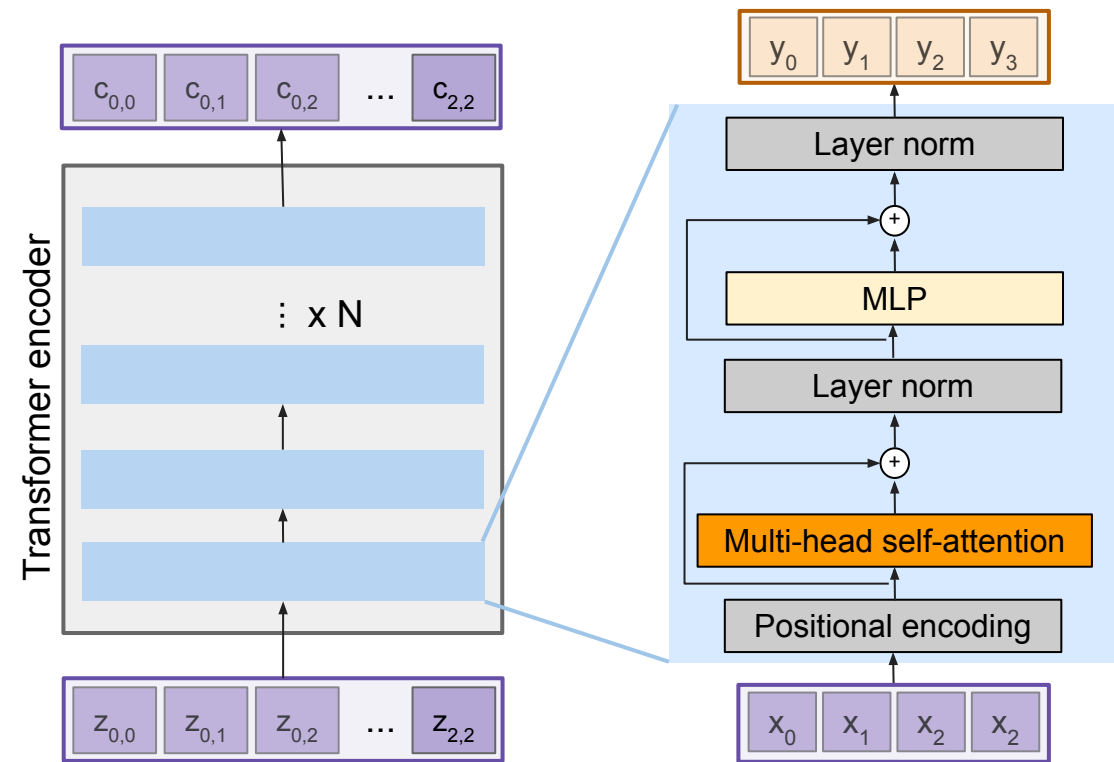 c0,0 c0,1 c0,2 ... c2,2
Transformer encoder
⋮ x N
z0,0 z0,1 z0,2 ... z2,2
y0 y1 y2 y3
Layer norm
+
MLP
Layer norm
+
Multi-head self-attention
Positional encoding
x0 x1 x2 x2